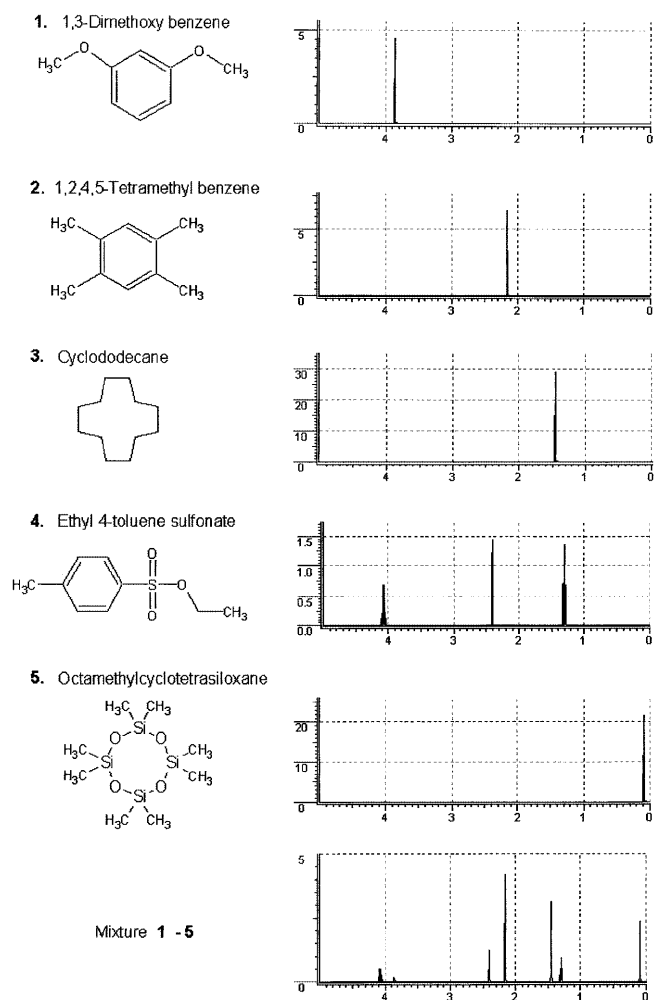 1. 1,3-Dimethoxy benzene
H₃C O O CH₃
5
0
4 3 2 1 0
2. 1,2,4,5-Tetramethyl benzene
H₃C CH₃
H₃C CH₃
5
0
4 3 2 1 0
3. Cyclododecane
30
20
10
0
4 3 2 1 0
4. Ethyl 4-toluene sulfonate
O
H₃C S O
O CH₃
1.5
1.0
0.5
0.0
4 3 2 1 0
5. Octamethylcyclotetrasiloxane
H₃C CH₃
Si
O O
H₃C Si Si CH₃
H₃C CH₃
O O
Si
H₃C CH₃
20
10
0
4 3 2 1 0
Mixture 1 - 5
5
0
4 3 2 1 0